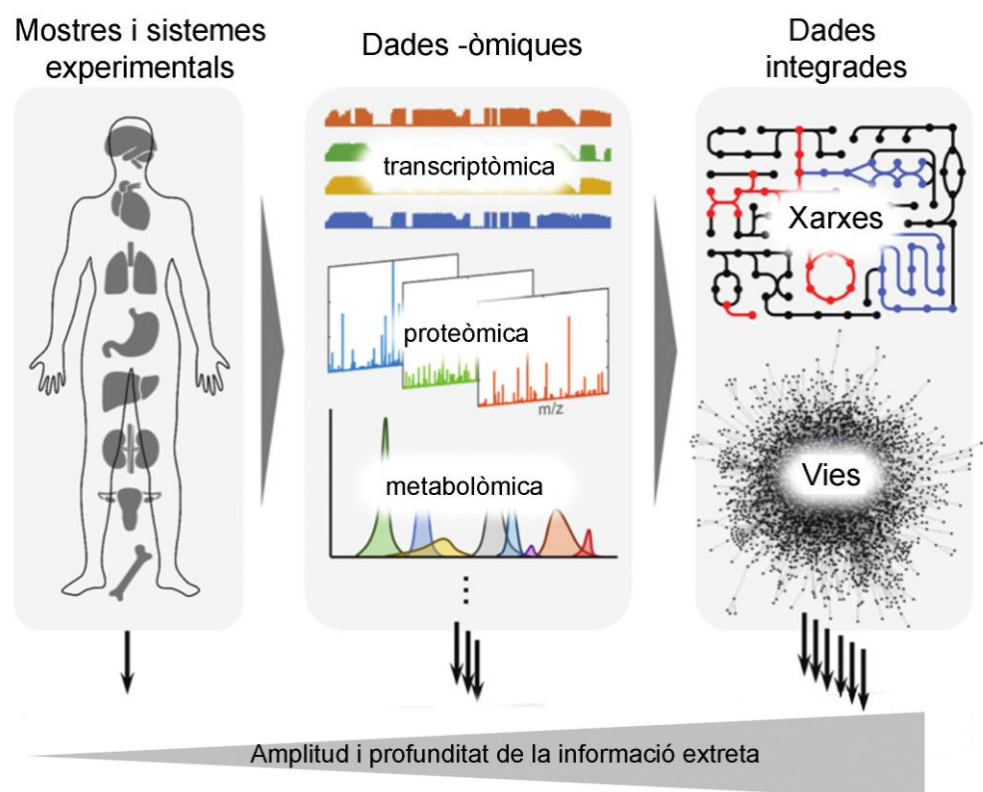 Mostres i sistemes
experimentals
Dades -òmiques
transcriptòmica
proteòmica
m/z
metabolòmica
Dades
integrades
Xarxes
Vies
Amplitud i profunditat de la informació extreta